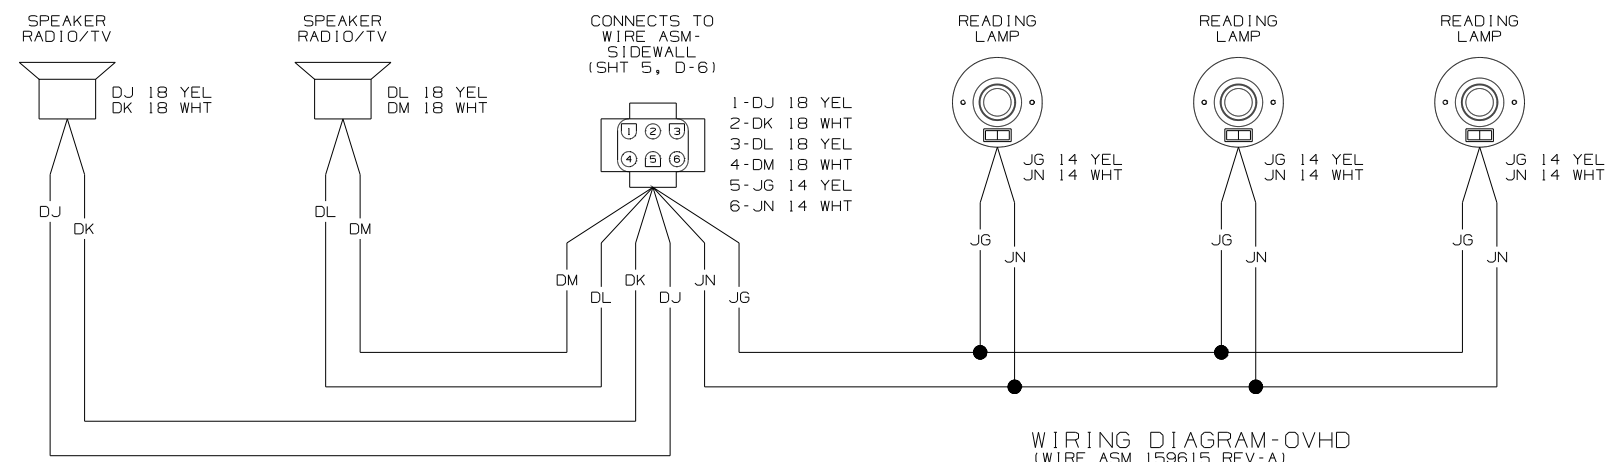 SPEAKER
RADIO/TV
DJ 18 YEL
DK 18 WHT
DJ
DK
SPEAKER
RADIO/TV
DL 18 YEL
DM 18 WHT
DL
DM
CONNECTS TO
WIRE ASM-
SIDEWALL
(SHT 5, D-6)
1 2 3
4 5 6
1-DJ 18 YEL
2-DK 18 WHT
3-DL 18 YEL
4-DM 18 WHT
5-JG 14 YEL
6-JN 14 WHT
DM
DL
DK
DJ
JN
JG
READING
LAMP
JG 14 YEL
JN 14 WHT
JG
JN
READING
LAMP
JG 14 YEL
JN 14 WHT
JG
JN
READING
LAMP
JG 14 YEL
JN 14 WHT
JG
JN
WIRING DIAGRAM-OVHD
(WIRE ASM 159615 REV-A)